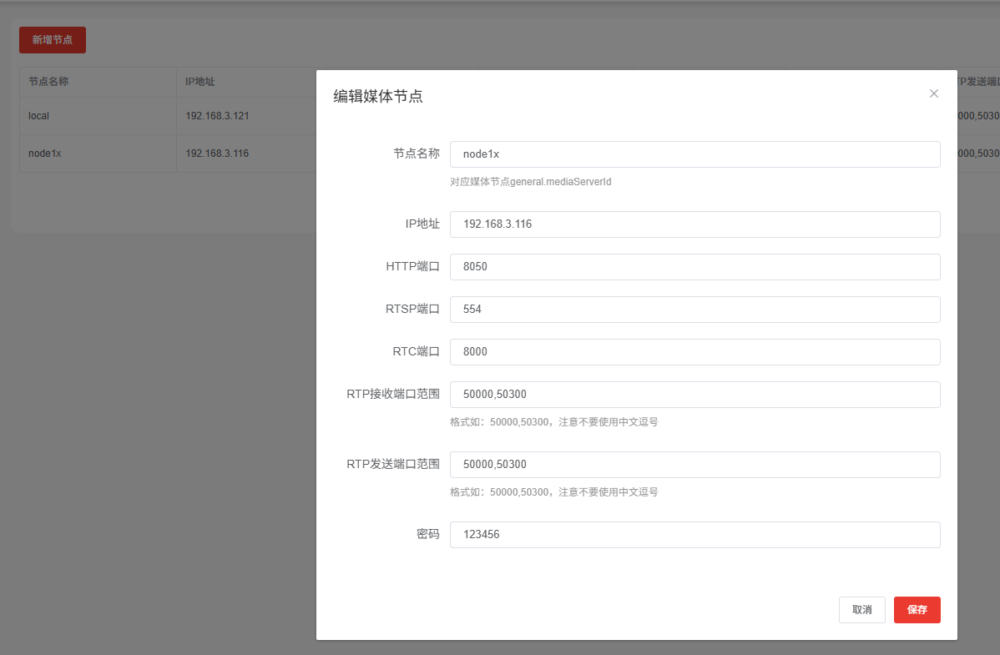 新增节点
节点名称 IP地址 TP发送端口
local 192.168.3.121 000,5030
node1x 192.168.3.116 000,5030
编辑媒体节点
节点名称 node1x
对应媒体节点general.mediaServerId
IP地址 192.168.3.116
HTTP端口 8050
RTSP端口 554
RTC端口 8000
RTP接收端口范围 50000,50300
格式如：50000,50300，注意不要使用中文逗号
RTP发送端口范围 50000,50300
格式如：50000,50300，注意不要使用中文逗号
密码 123456
取消 保存